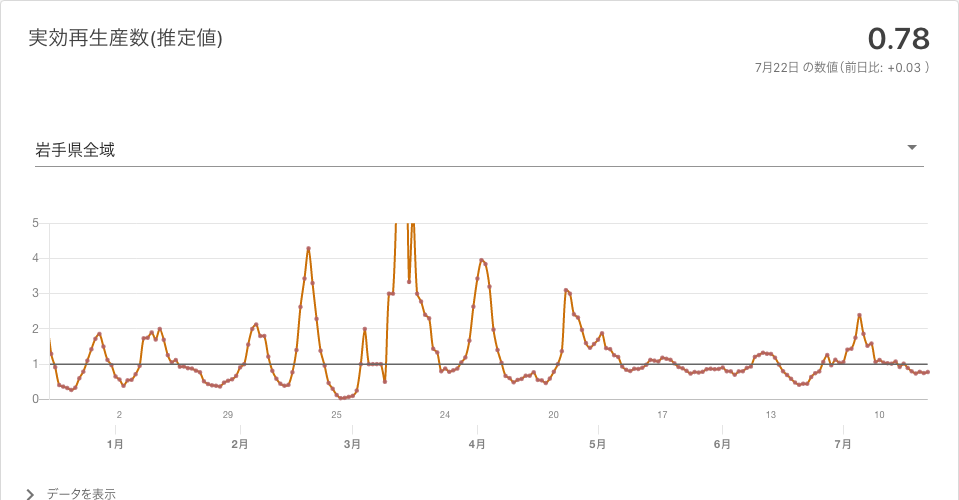 実効再生産数(推定値)
0.78
7月22日 の数値（前日比: +0.03 ）
岩手県全域
5
4
3
2
1
0
2 29 25 24 20 17 13 10
1月 2月 3月 4月 5月 6月 7月
データを表示